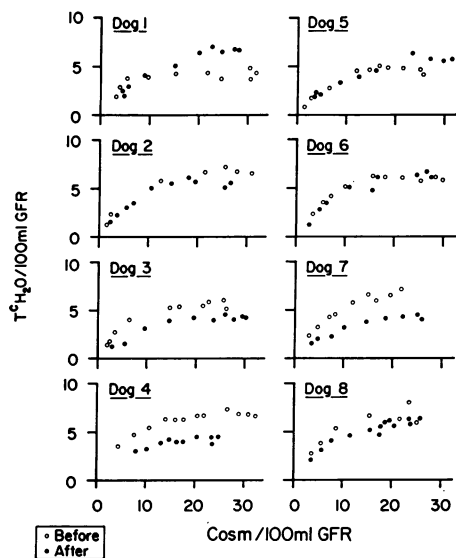 10
Dog 1
Dog 5
5
0
10
Dog 2
Dog 6
5
0
10
Dog 3
Dog 7
5
0
10
Dog 4
Dog 8
5
0 10 20 30
0 10 20 30
TᶜH₂O/100ml GFR
Cosm/100ml GFR
○ Before
● After